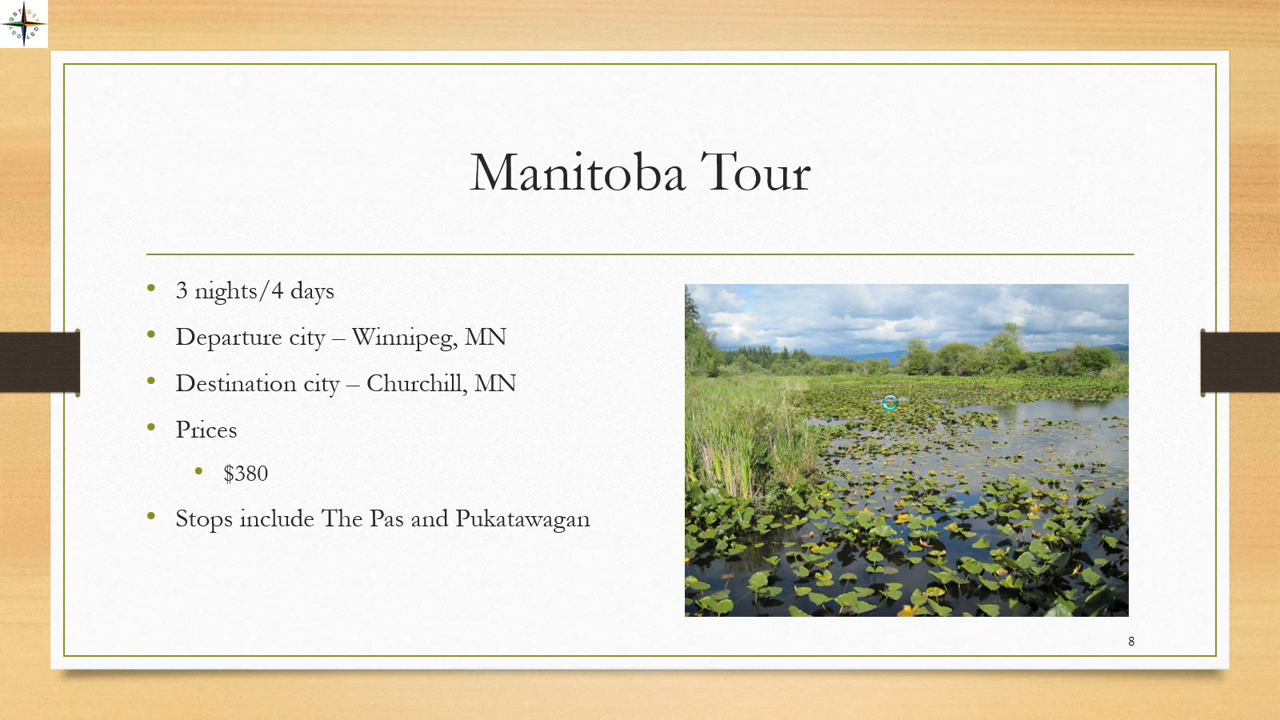 Manitoba Tour
• 3 nights/4 days
• Departure city – Winnipeg, MN
• Destination city – Churchill, MN
• Prices
• $380
• Stops include The Pas and Pukatawagan
8